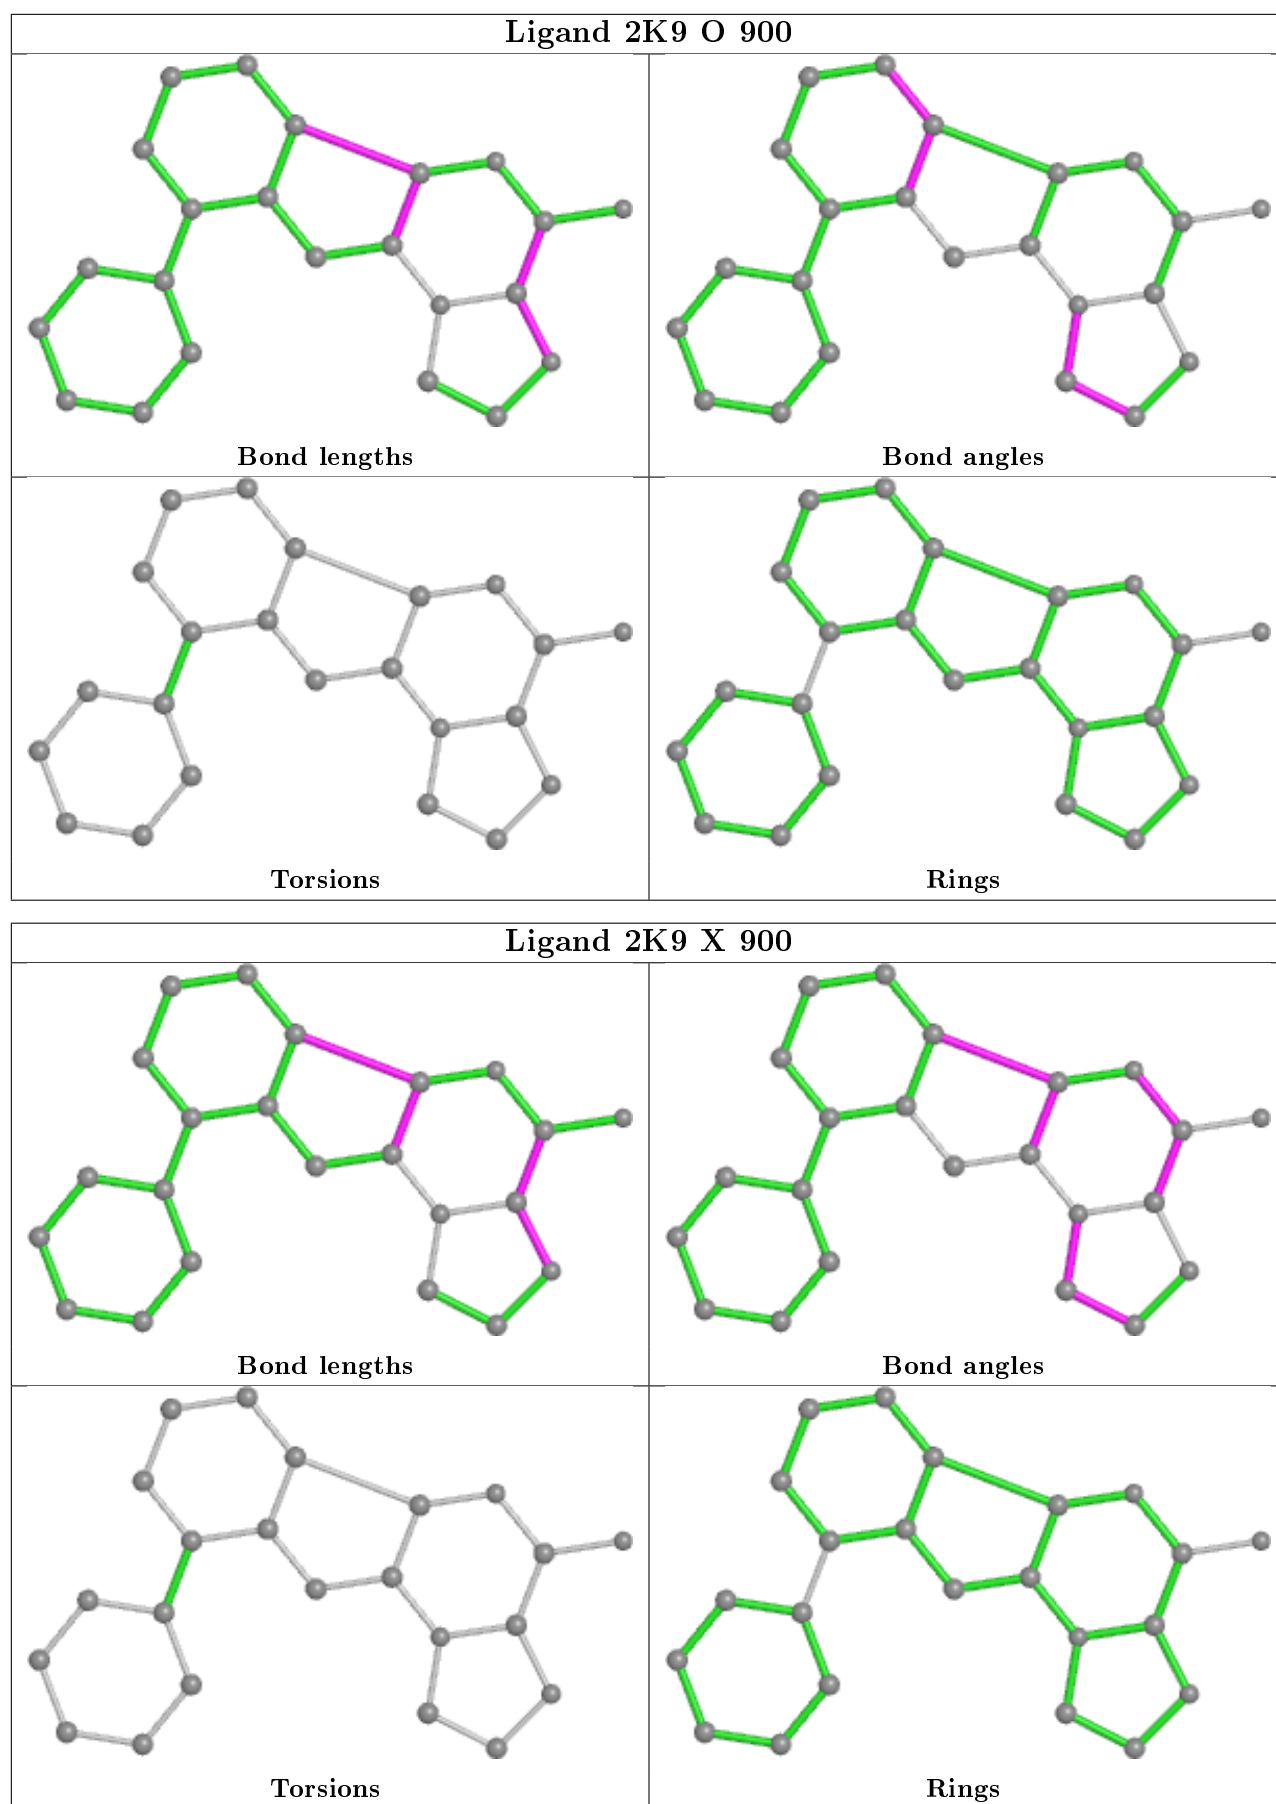 Ligand 2K9 O 900
Bond lengths
Bond angles
Torsions
Rings
Ligand 2K9 X 900
Bond lengths
Bond angles
Torsions
Rings